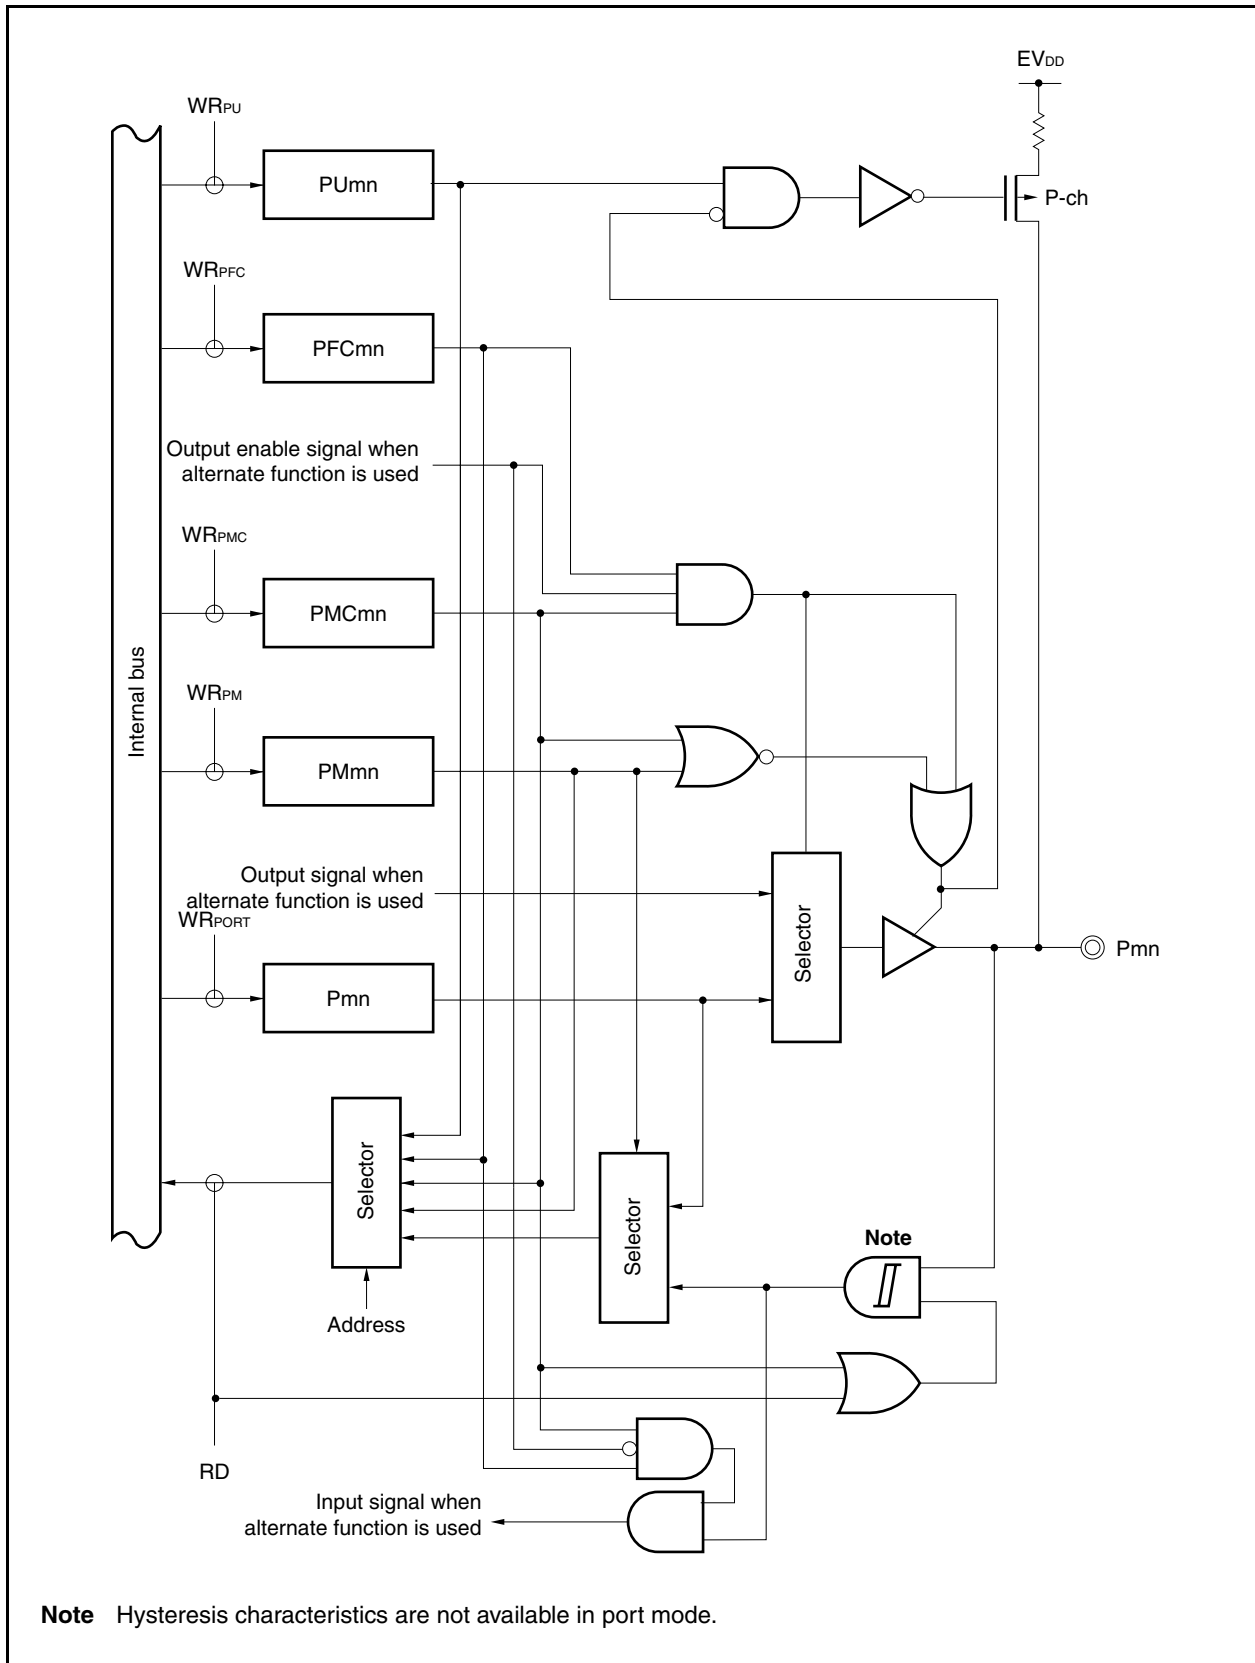 EVDD
WRPU
PUmn
P-ch
WRPFC
PFCmn
Output enable signal when
alternate function is used
WRPMC
PMCmn
Internal bus
WRPM
PMmn
Output signal when
alternate function is used
WRPORT
Selector
Pmn
Pmn
Selector
Selector
Note
Address
RD
Input signal when
alternate function is used
Note Hysteresis characteristics are not available in port mode.